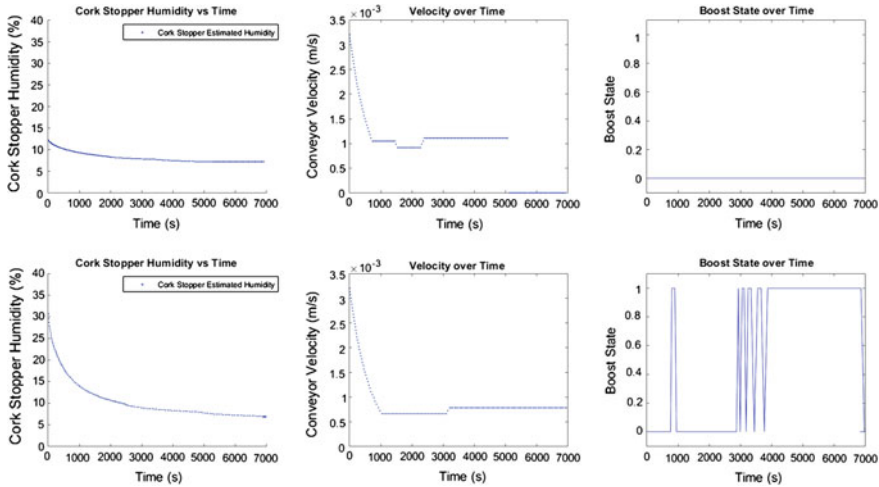 Cork Stopper Humidity vs Time
Cork Stopper Humidity (%)
40
35
30
25
20
15
10
5
0
Cork Stopper Estimated Humidity
0 1000 2000 3000 4000 5000 6000 7000
Time (s)
Velocity over Time
× 10⁻³
Conveyor Velocity (m/s)
3.5
3
2.5
2
1.5
1
0.5
0
0 1000 2000 3000 4000 5000 6000 7000
Time (s)
Boost State over Time
Boost State
1
0.8
0.6
0.4
0.2
0
0 1000 2000 3000 4000 5000 6000 7000
Time (s)
Cork Stopper Humidity vs Time
Cork Stopper Humidity (%)
40
35
30
25
20
15
10
5
0
Cork Stopper Estimated Humidity
0 1000 2000 3000 4000 5000 6000 7000
Time (s)
Velocity over Time
× 10⁻³
Conveyor Velocity (m/s)
3.5
3
2.5
2
1.5
1
0.5
0
0 1000 2000 3000 4000 5000 6000 7000
Time (s)
Boost State over Time
Boost State
1
0.8
0.6
0.4
0.2
0
0 1000 2000 3000 4000 5000 6000 7000
Time (s)